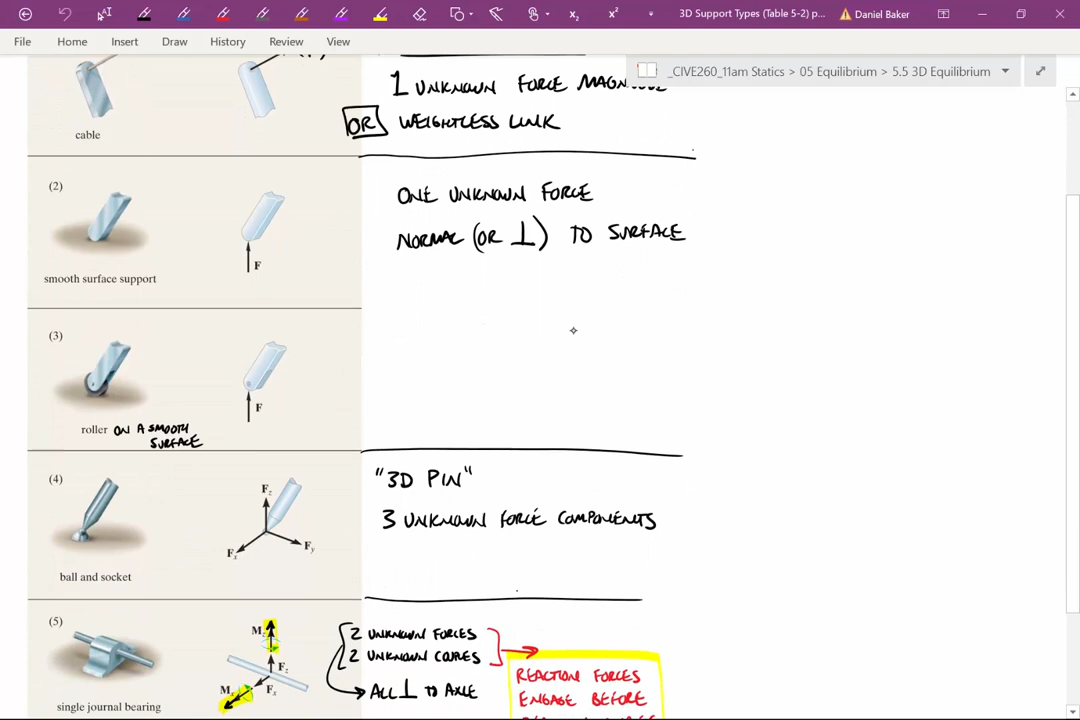 3D Support Types (Table 5-2) p...
Daniel Baker
File
Home
Insert
Draw
History
Review
View
_CIVE260_11am Statics > 05 Equilibrium > 5.5 3D Equilibrium
1 UNKNOWN FORCE
cable
OR WEIGHTLESS LINK
(2)
ONE UNKNOWN FORCE
NORMAL (OR ⊥) TO SURFACE
F
smooth surface support
(3)
F
roller ON A SMOOTH
SURFACE
(4)
"3D PIN"
Fz
3 UNKNOWN FORCE COMPONENTS
Fx
Fy
ball and socket
(5)
Mz
2 UNKNOWN FORCES
2 UNKNOWN COUPLES
Fz
REACTION FORCES
Mx
Fx
ALL ⊥ TO AXLE
ENGAGE BEFORE
single journal bearing